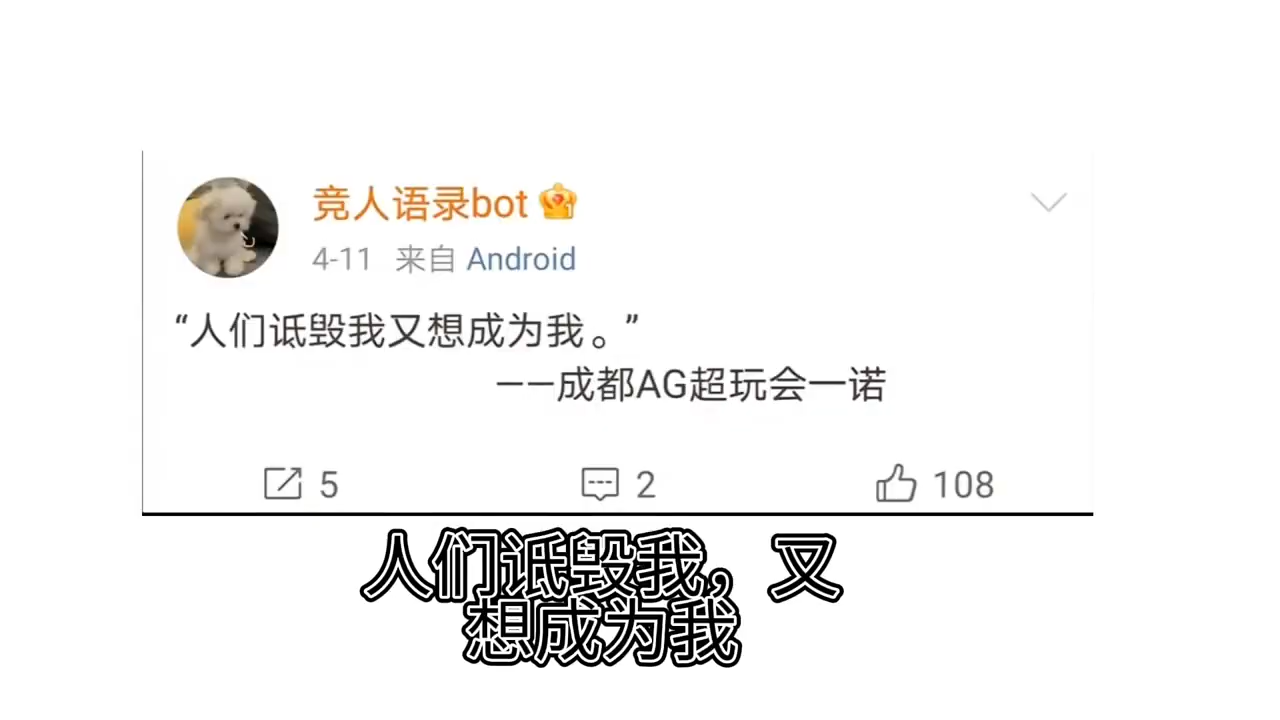 竞人语录bot
4-11 来自 Android
“人们诋毁我又想成为我。”
——成都AG超玩会一诺
5 2 108
人们诋毁我，又
想成为我